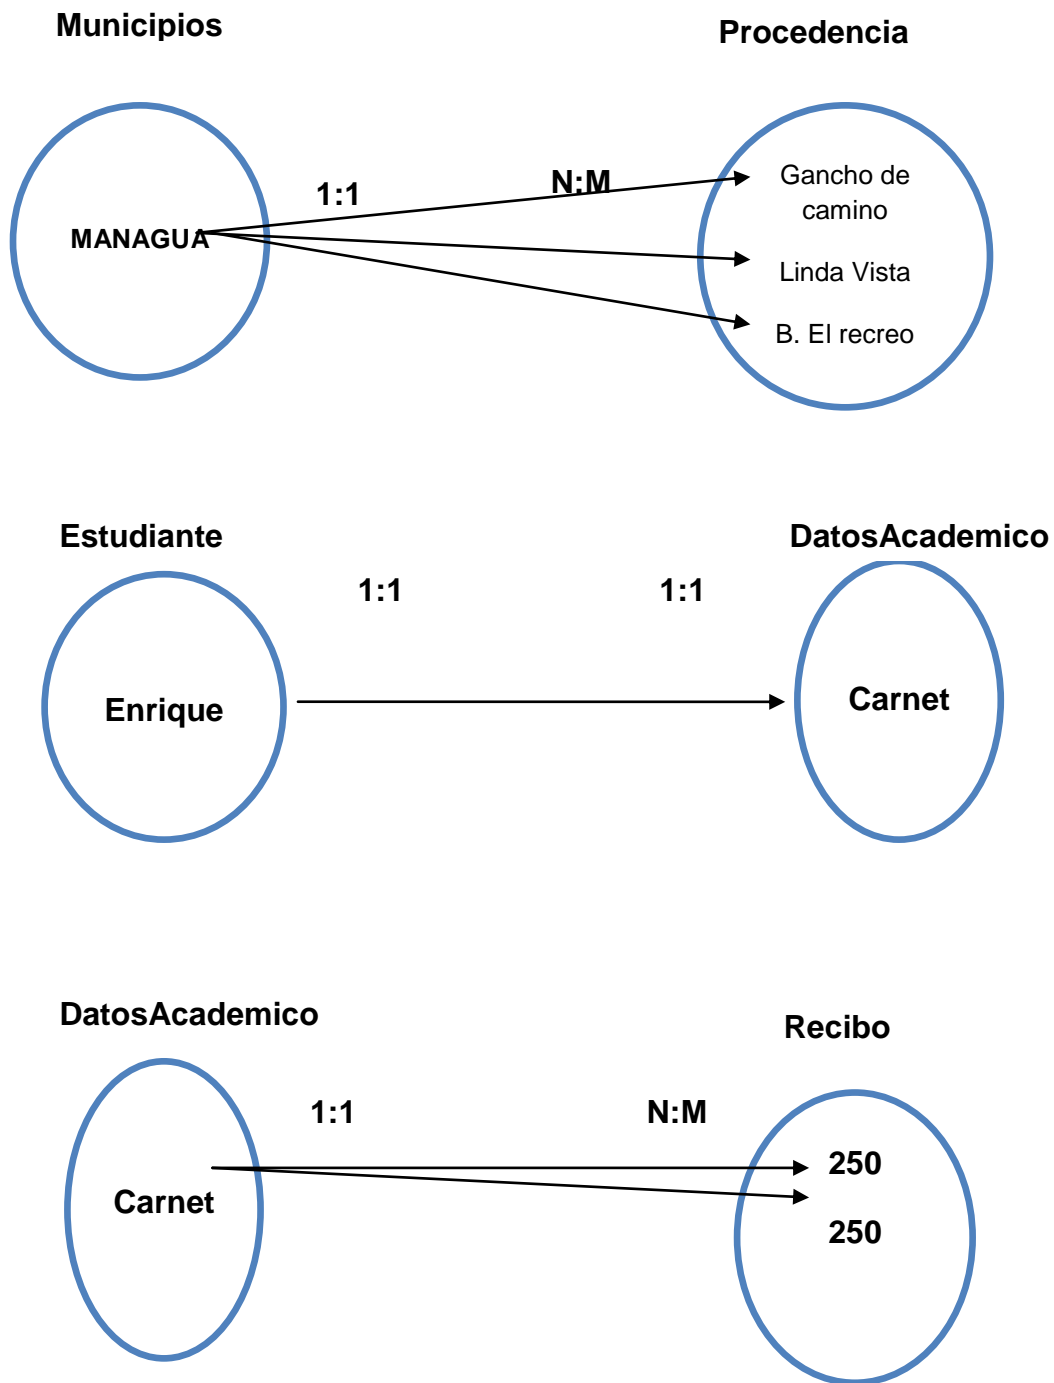 Municipios
Procedencia
1:1
N:M
MANAGUA
Gancho de
camino
Linda Vista
B. El recreo
Estudiante
DatosAcademico
1:1
1:1
Enrique
Carnet
DatosAcademico
Recibo
1:1
N:M
Carnet
250
250